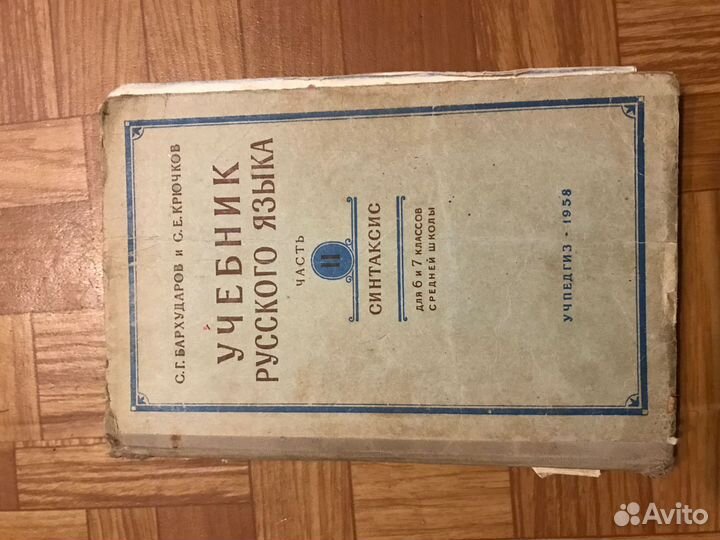 С. Г. БАРХУДАРОВ И С. Е. КРЮЧКОВ
УЧЕБНИК
РУССКОГО ЯЗЫКА
ЧАСТЬ
II
СИНТАКСИС
ДЛЯ 6 И 7 КЛАССОВ
СРЕДНЕЙ ШКОЛЫ
УЧПЕДГИЗ · 1958
Avito